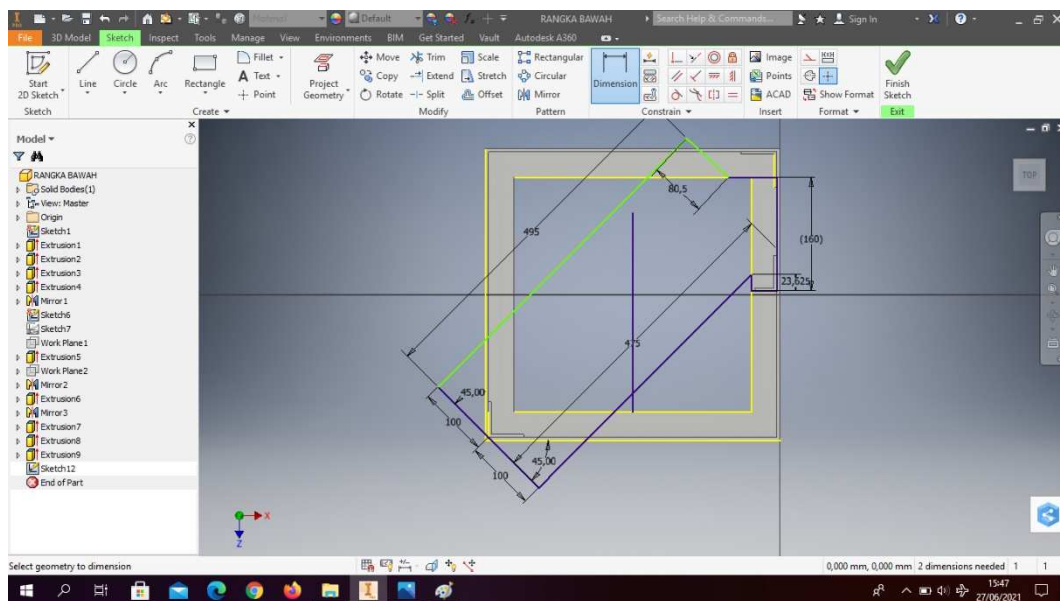 PRO
Material
Default
RANGKA BAWAH
Search Help & Commands...
Sign In
File 3D Model Sketch Inspect Tools Manage View Environments BIM Get Started Vault Autodesk A360
Start 2D Sketch
Line
Circle
Arc
Rectangle
Fillet
Text
Point
Project Geometry
Move Trim Scale
Copy Extend Stretch
Rotate Split Offset
Rectangular
Circular
Mirror
Dimension
Image
Points
ACAD
Show Format
Finish Sketch
Sketch Create Modify Pattern Constrain Insert Format Exit
Model
RANGKA BAWAH
Solid Bodies(1)
View: Master
Origin
Sketch1
Extrusion1
Extrusion2
Extrusion3
Extrusion4
Mirror1
Sketch6
Sketch7
Work Plane1
Extrusion5
Work Plane2
Mirror2
Extrusion6
Mirror3
Extrusion7
Extrusion8
Extrusion9
Sketch12
End of Part
TOP
80,5
495
(160)
23,625
475
45,00
100
45,00
100
X
Z
Select geometry to dimension
0,000 mm, 0,000 mm 2 dimensions needed 1 1
15:47
27/06/2021